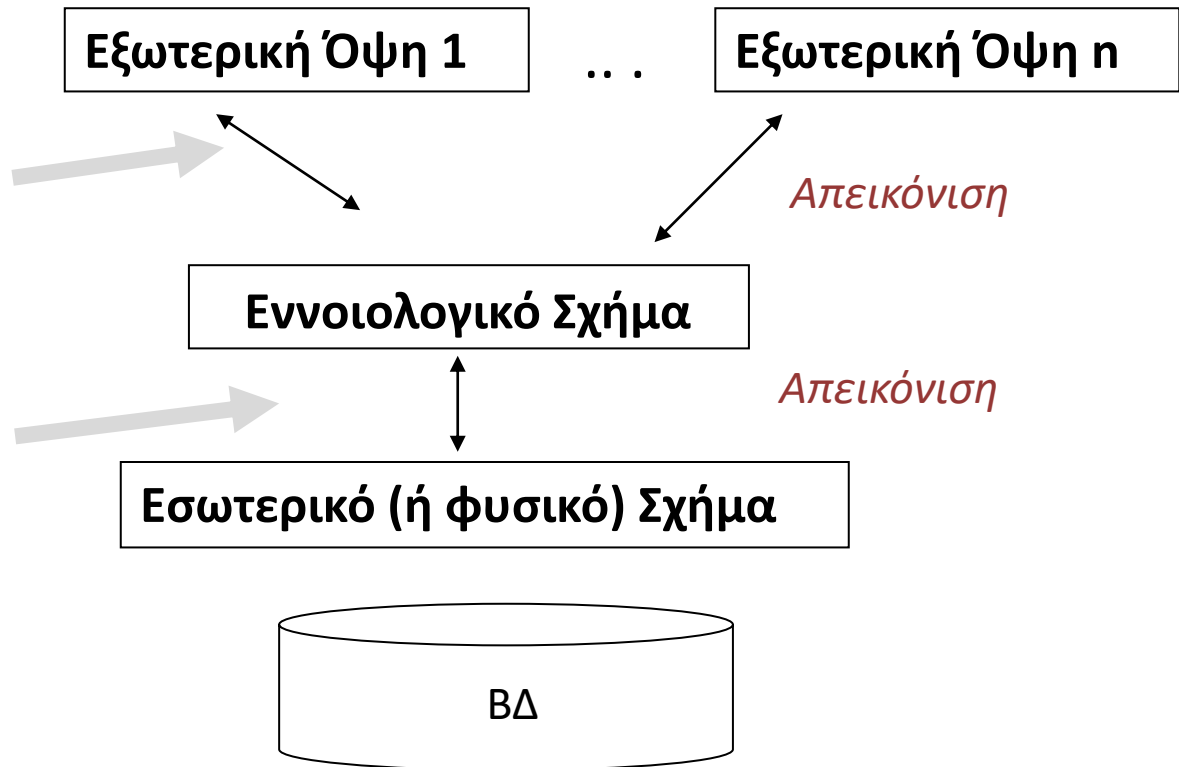 Εξωτερική Όψη 1 .. . Εξωτερική Όψη n
Απεικόνιση
Εννοιολογικό Σχήμα
Απεικόνιση
Εσωτερικό (ή φυσικό) Σχήμα
ΒΔ